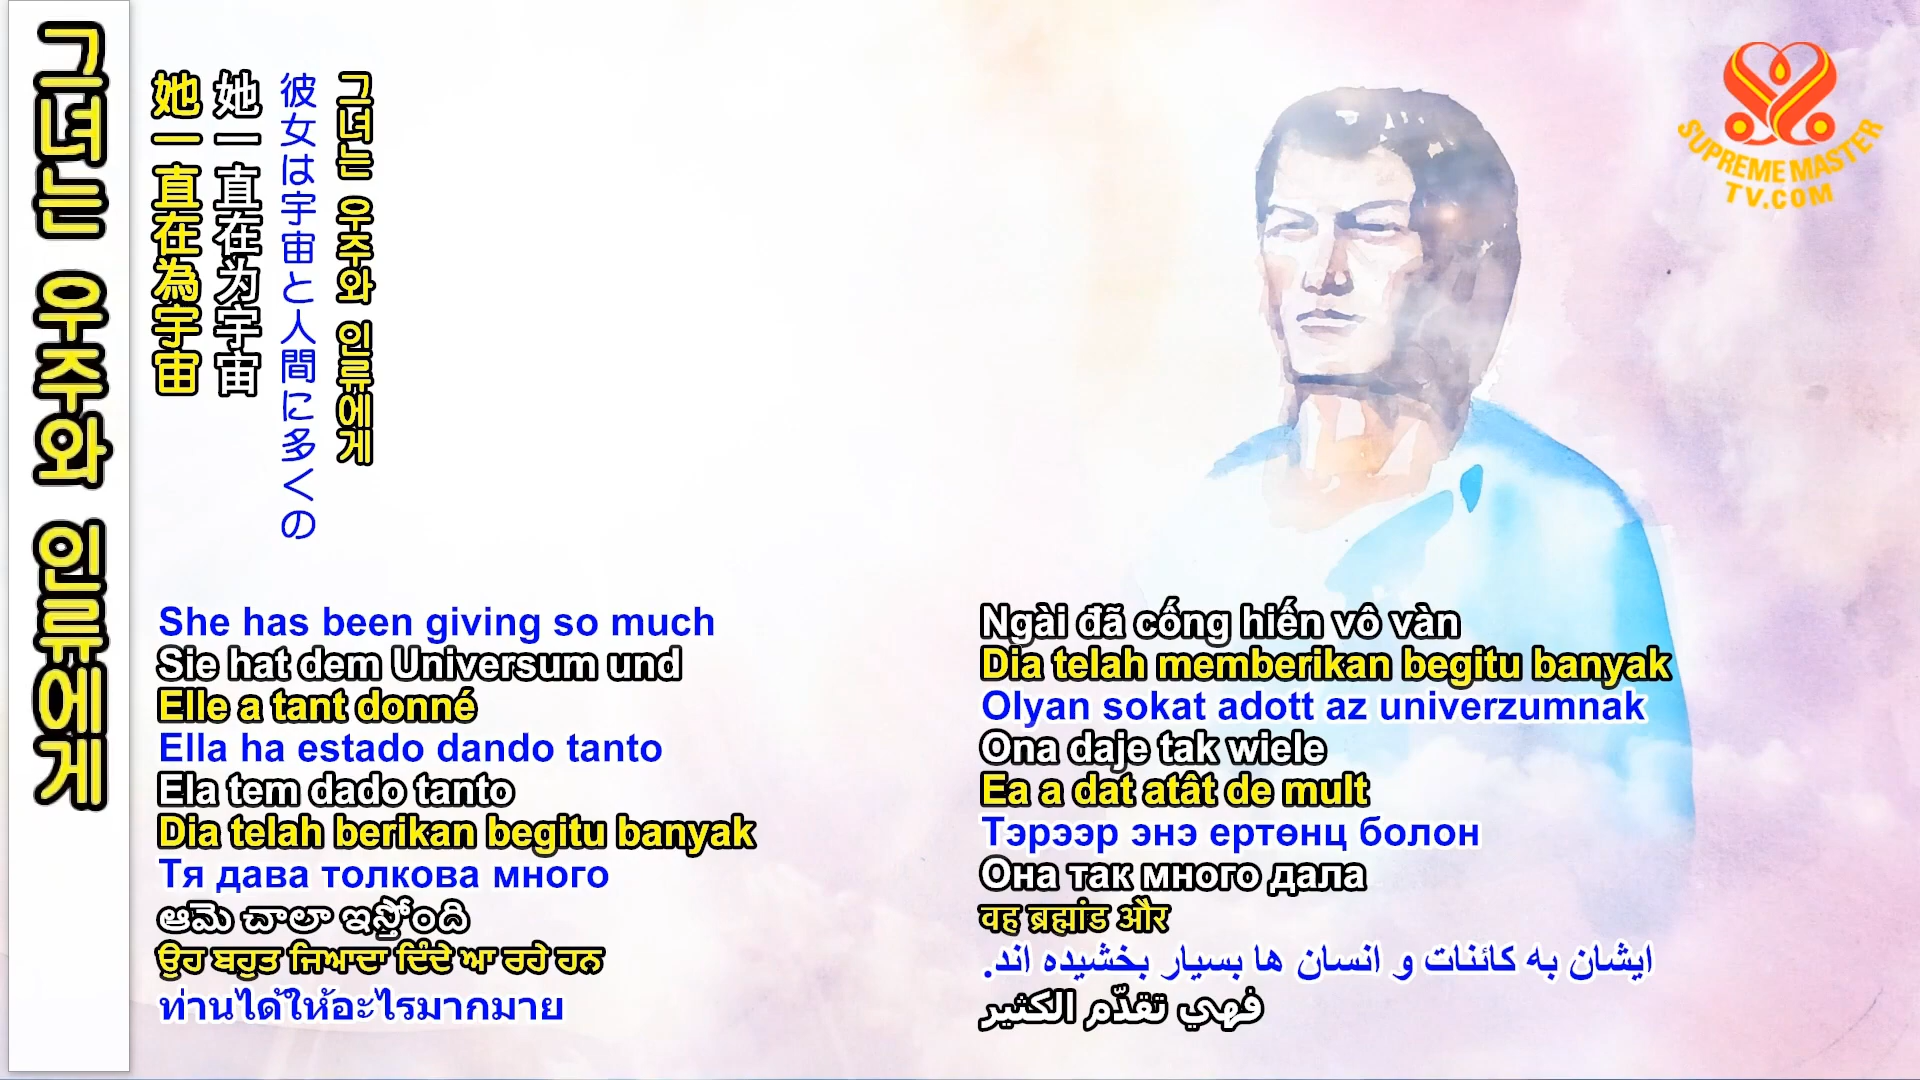 그녀는 우주와 인류에게
她一直在為宇宙
她一直在为宇宙
彼女は宇宙と人間に多くの
그녀는 우주와 인류에게
SUPREME MASTER
TV.COM
She has been giving so much
Sie hat dem Universum und
Elle a tant donné
Ella ha estado dando tanto
Ela tem dado tanto
Dia telah berikan begitu banyak
Тя дава толкова много
ఆమె చాలా ఇస్తోంది
ਉਹ ਬਹੁਤ ਜਿਆਦਾ ਦਿੰਦੇ ਆ ਰਹੇ ਹਨ
ท่านได้ให้อะไรมากมาย
Ngài đã cống hiến vô vàn
Dia telah memberikan begitu banyak
Olyan sokat adott az univerzumnak
Ona daje tak wiele
Ea a dat atât de mult
Тэрээр энэ ертөнц болон
Она так много дала
वह ब्रह्मांड और
ایشان به کائنات و انسان ها بسیار بخشیده اند.
فهي تقدّم الكثير